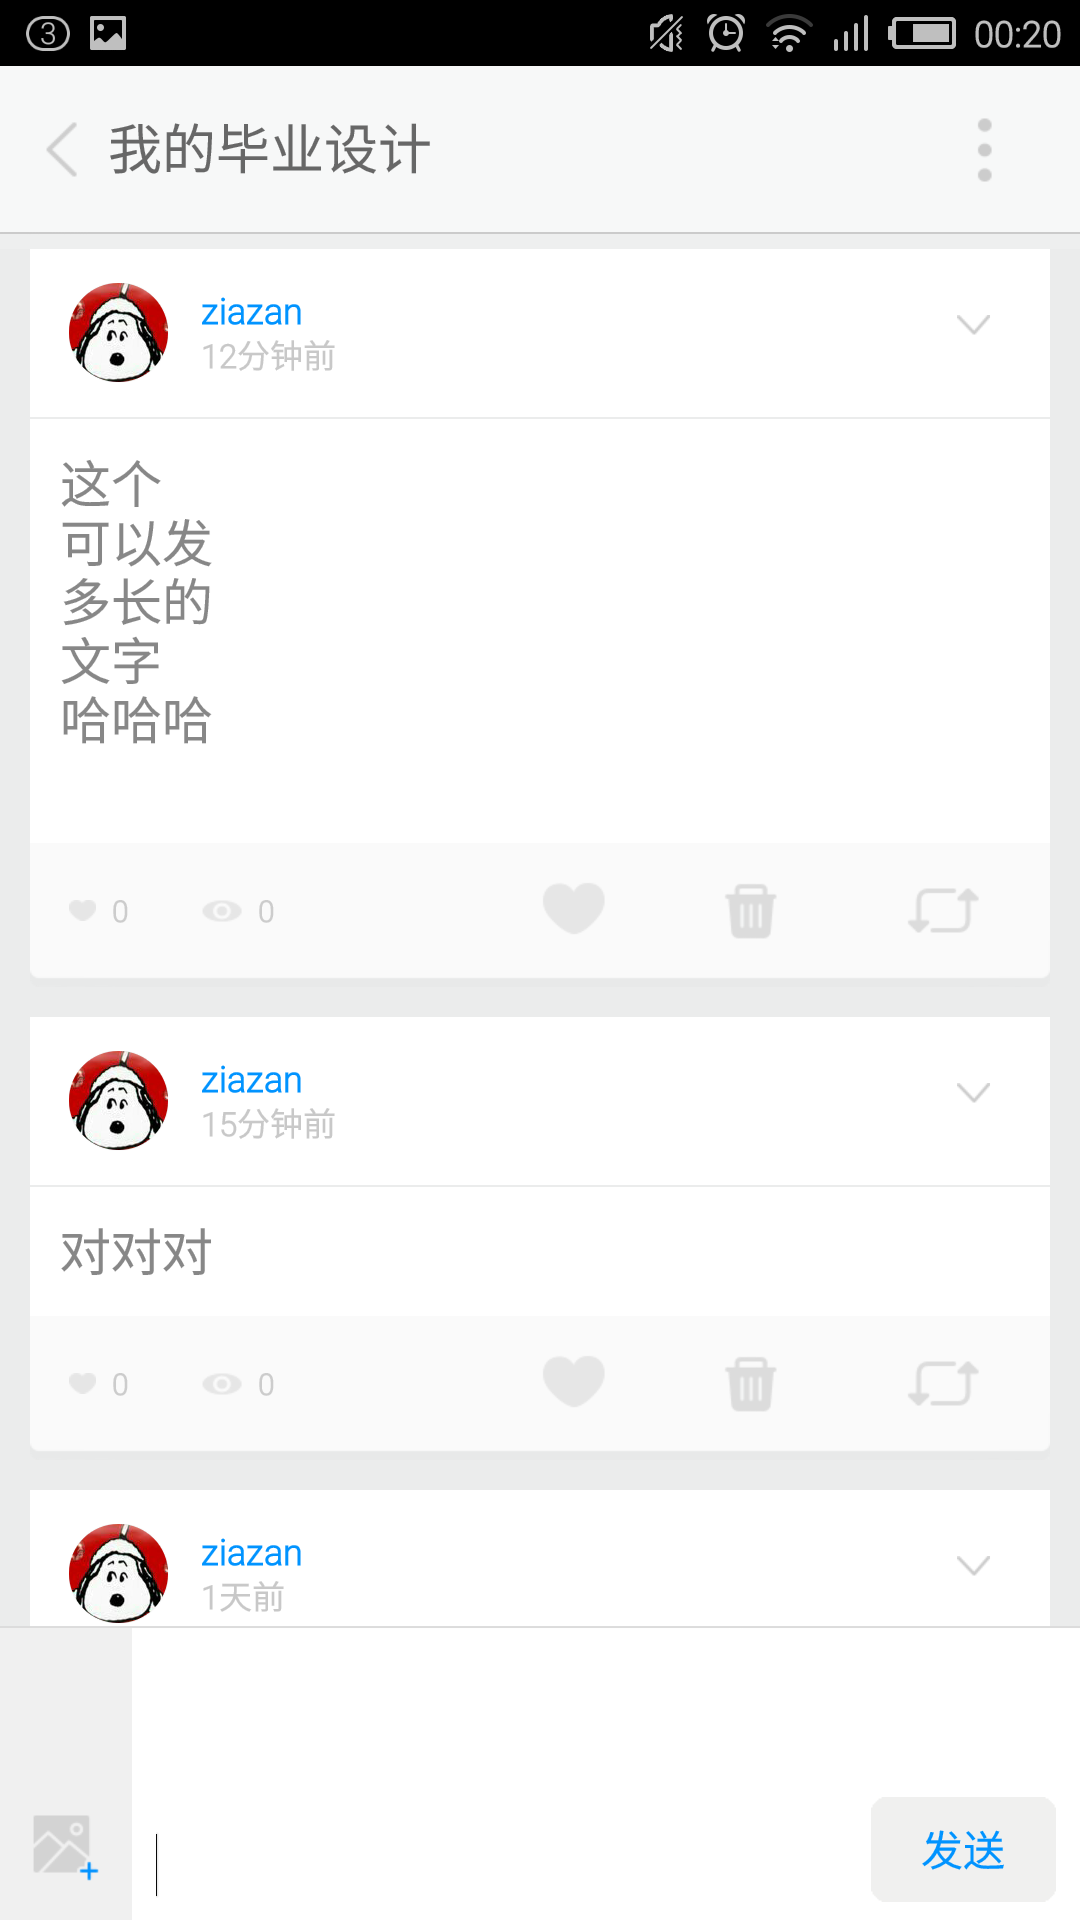 3
00:20
我的毕业设计
ziazan
12分钟前
这个
可以发
多长的
文字
哈哈哈
0 0
ziazan
15分钟前
对对对
0 0
ziazan
1天前
发送